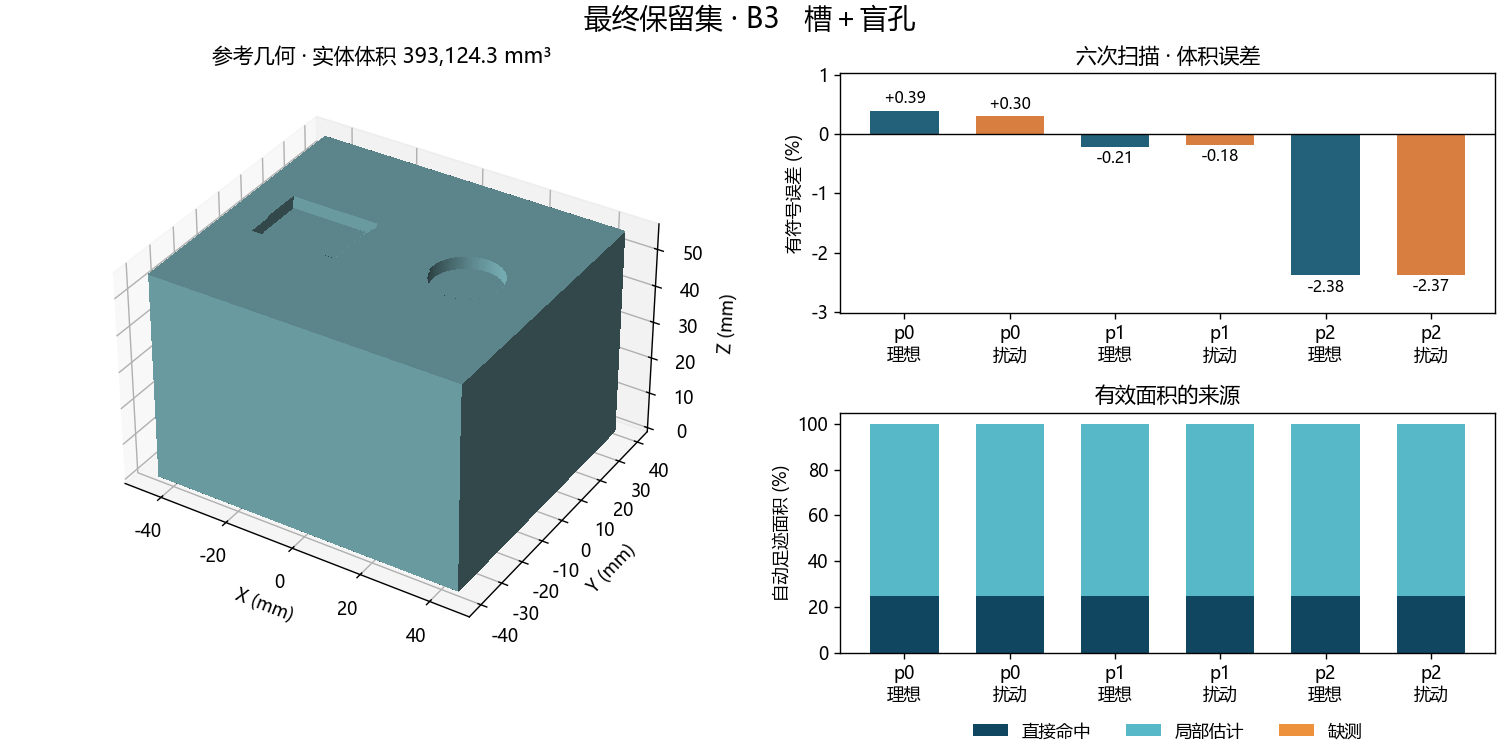 最终保留集 · B3 槽 + 盲孔
参考几何 · 实体体积 393,124.3 mm³
50
40
30
20
10
0
Z (mm)
-40
-20
0
20
40
X (mm)
-40
-30
-20
-10
0
10
20
30
40
Y (mm)
六次扫描 · 体积误差
有符号误差 (%)
1
0
-1
-2
-3
+0.39
+0.30
-0.21
-0.18
-2.38
-2.37
p0 p0 p1 p1 p2 p2
理想 扰动 理想 扰动 理想 扰动
有效面积的来源
自动足迹面积 (%)
100
80
60
40
20
0
p0 p0 p1 p1 p2 p2
理想 扰动 理想 扰动 理想 扰动
直接命中 局部估计 缺测